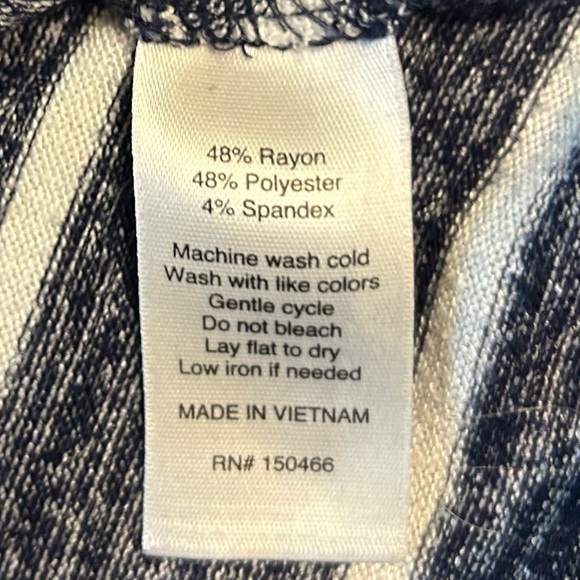 48% Rayon
48% Polyester
4% Spandex
Machine wash cold
Wash with like colors
Gentle cycle
Do not bleach
Lay flat to dry
Low iron if needed
MADE IN VIETNAM
RN# 150466